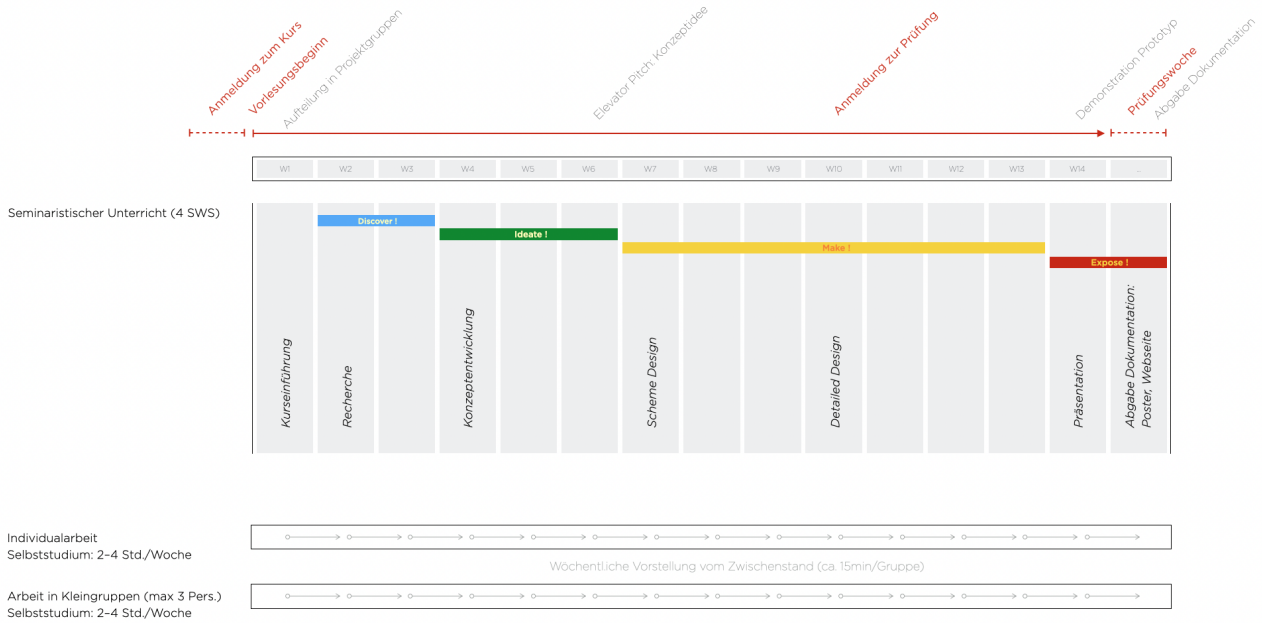 Anmeldung zum Kurs
Vorlesungsbeginn
Aufteilung in Projektgruppen
Elevator Pitch: Konzeptidee
Anmeldung zur Prüfung
Demonstration Prototyp
Prüfungswoche
Abgabe Dokumentation
W1 W2 W3 W4 W5 W6 W7 W8 W9 W10 W11 W12 W13 W14 ..
Seminaristischer Unterricht (4 SWS)
Discover !
Ideate !
Make !
Expose !
Kurseinführung
Recherche
Konzeptentwicklung
Scheme Design
Detailed Design
Präsentation
Abgabe Dokumentation:
Poster, Webseite
Individualarbeit
Selbststudium: 2–4 Std./Woche
Wöchentliche Vorstellung vom Zwischenstand (ca. 15min/Gruppe)
Arbeit in Kleingruppen (max 3 Pers.)
Selbststudium: 2–4 Std./Woche